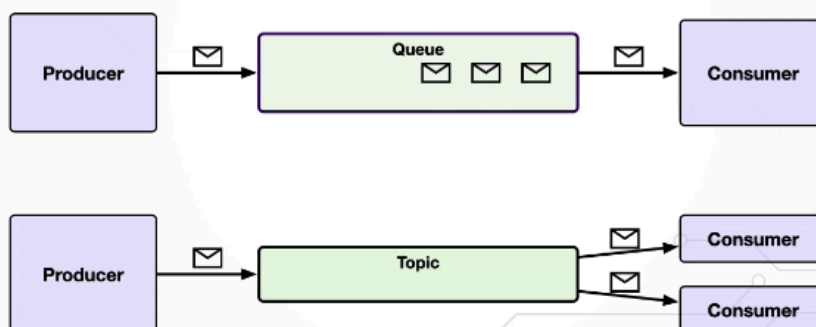 Producer
Queue
Consumer
Producer
Topic
Consumer
Consumer